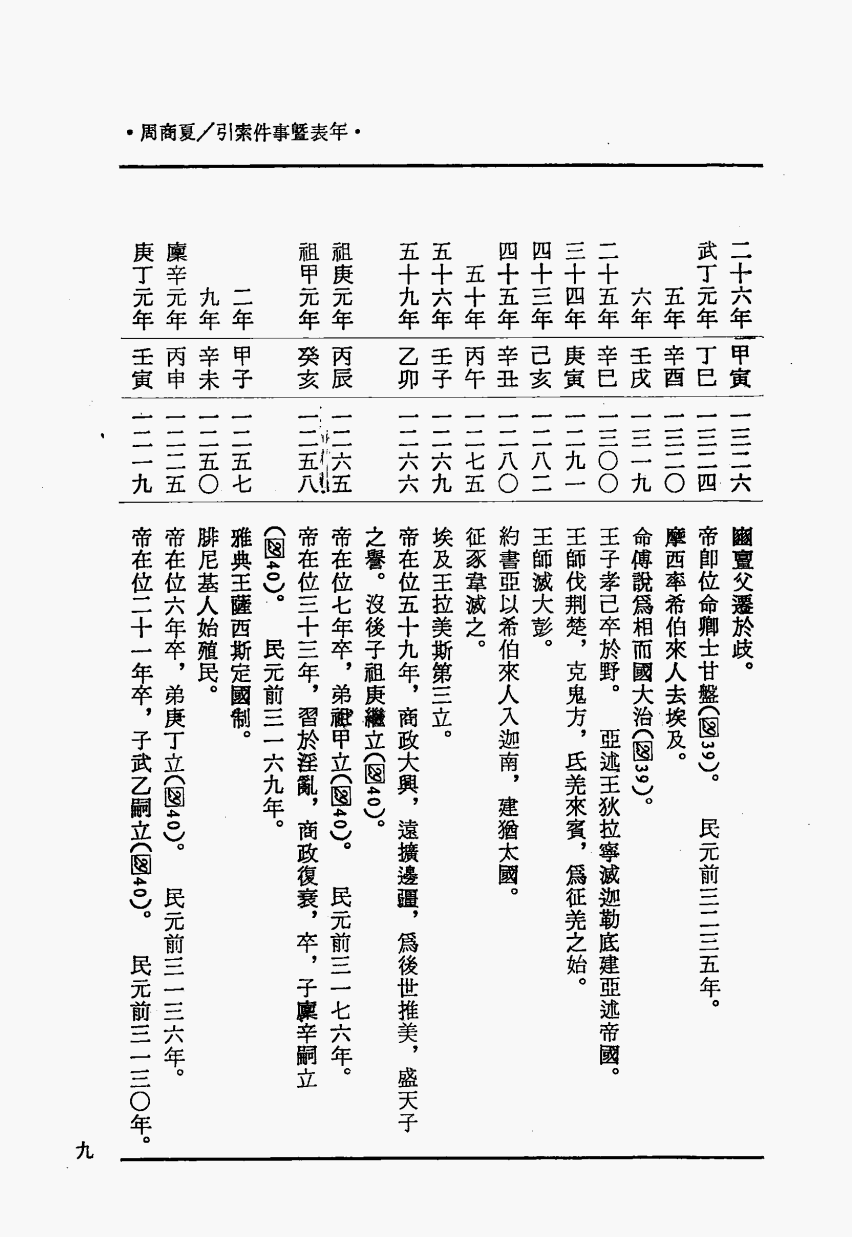 ·周商夏／引索件事暨表年·
二十六年 甲寅 一三二六 豳亶父遷於歧。
武丁元年 丁巳 一三二四 帝卽位命卿士甘盤(圖39)。 民元前三二三五年。
五年 辛酉 一三二〇 摩西率希伯來人去埃及。
六年 壬戌 一三一九 命傅說爲相而國大治(圖39)。
二十五年 辛巳 一三〇〇 王子孝己卒於野。 亞述王狄拉寧滅迦勒底建亞述帝國。
三十四年 庚寅 一二九一 王師伐荆楚，克鬼方，氐羌來賓，爲征羌之始。
四十三年 己亥 一二八二 王師滅大彭。
四十五年 辛丑 一二八〇 約書亞以希伯來人入迦南，建猶太國。
五十年 丙午 一二七五 征豕韋滅之。
五十六年 壬子 一二六九 埃及王拉美斯第三立。
五十九年 乙卯 一二六六 帝在位五十九年，商政大興，遠擴邊疆，爲後世推美，盛天子
之譽。沒後子祖庚繼立(圖40)。
祖庚元年 丙辰 一二六五 帝在位七年卒，弟祖甲立(圖40)。 民元前三一七六年。
祖甲元年 癸亥 一二五八 帝在位三十三年，習於淫亂，商政復衰，卒，子廩辛嗣立
(圖40)。 民元前三一六九年。
二年 甲子 一二五七 雅典王薩西斯定國制。
九年 辛未 一二五〇 腓尼基人始殖民。
廩辛元年 丙申 一二二五 帝在位六年卒，弟庚丁立(圖40)。 民元前三一三六年。
庚丁元年 壬寅 一二一九 帝在位二十一年卒，子武乙嗣立(圖40)。 民元前三一三〇年。
九